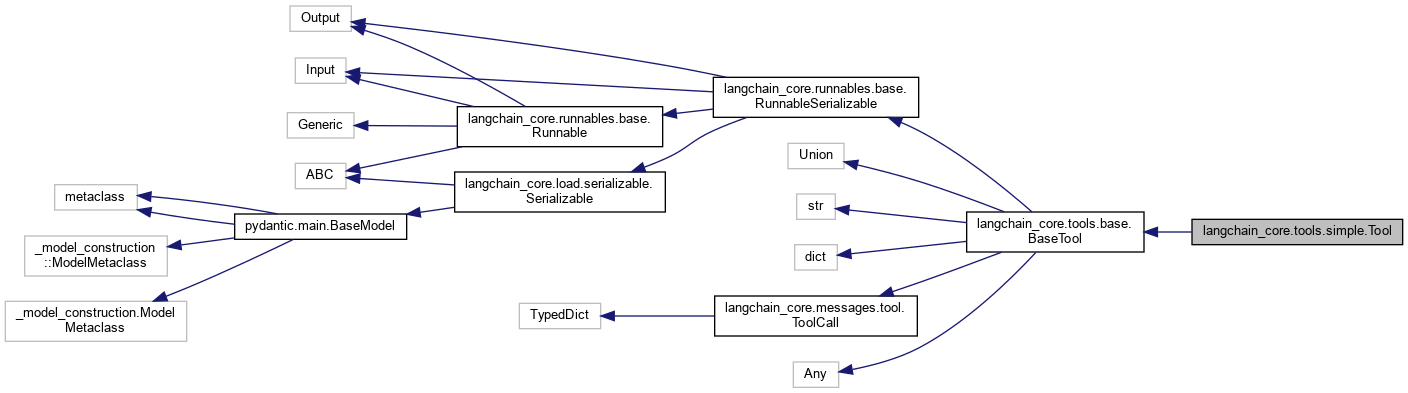 Output
Input
Generic
ABC
metaclass
_model_construction
::ModelMetaclass
_model_construction.Model
Metaclass
pydantic.main.BaseModel
langchain_core.runnables.base.
Runnable
langchain_core.load.serializable.
Serializable
TypedDict
langchain_core.runnables.base.
RunnableSerializable
Union
str
dict
langchain_core.messages.tool.
ToolCall
Any
langchain_core.tools.base.
BaseTool
langchain_core.tools.simple.Tool